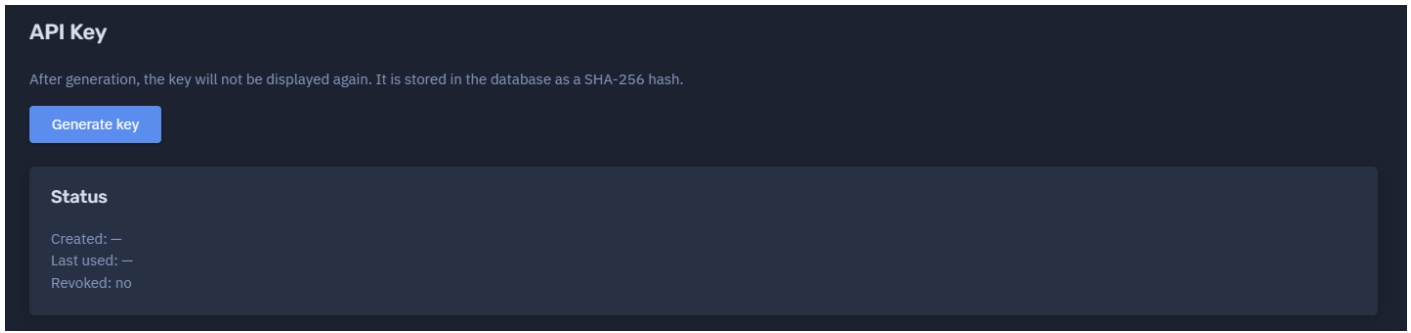 API Key
After generation, the key will not be displayed again. It is stored in the database as a SHA-256 hash.
Generate key
Status
Created: —
Last used: —
Revoked: no